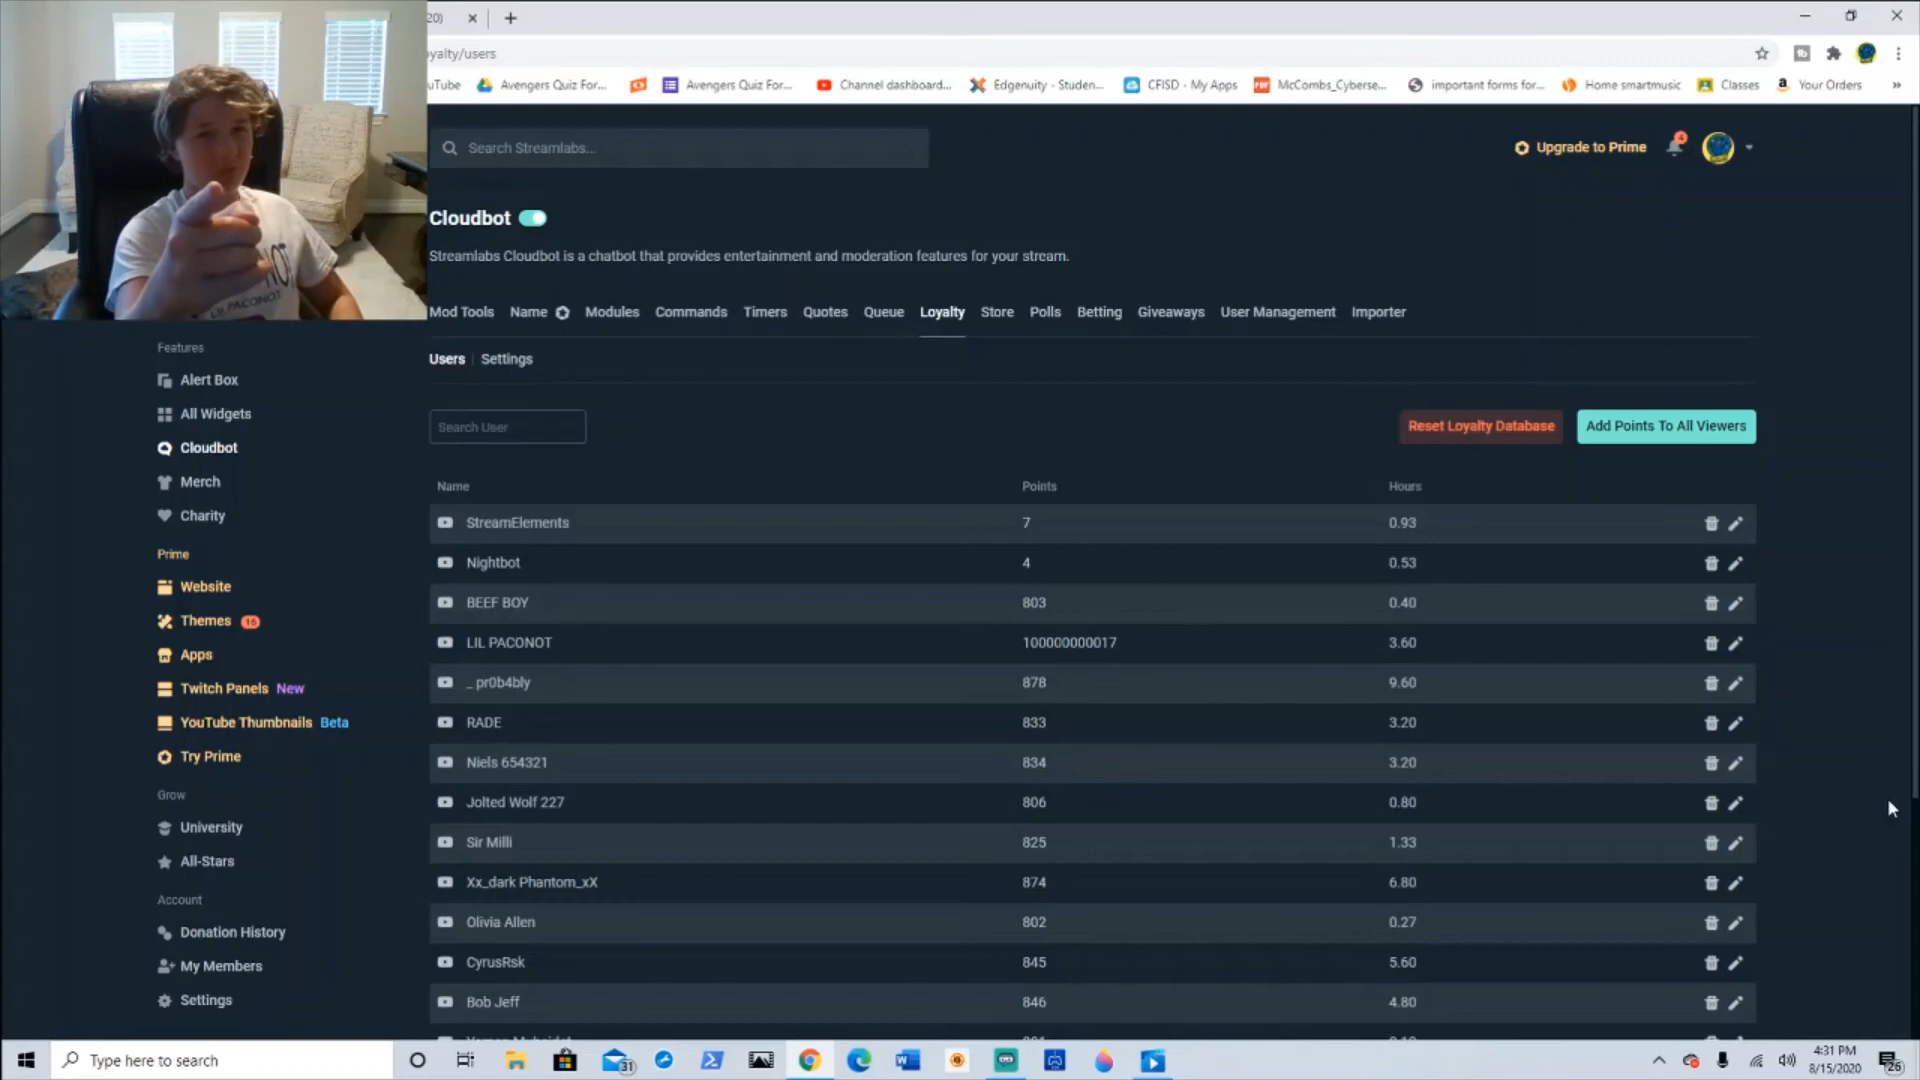 20)
yalty/users
uTube
Avengers Quiz For...
Avengers Quiz For...
Channel dashboard...
Edgenuity - Studen...
CFISD - My Apps
McCombs_Cyberse...
important forms for...
Home smartmusic
Classes
Your Orders
»
Search Streamlabs...
Upgrade to Prime
4
Cloudbot
Streamlabs Cloudbot is a chatbot that provides entertainment and moderation features for your stream.
Mod Tools Name Modules Commands Timers Quotes Queue Loyalty Store Polls Betting Giveaways User Management Importer
LIL PACONOT
Users | Settings
Search User
Reset Loyalty Database
Add Points To All Viewers
Features
Alert Box
All Widgets
Cloudbot
Merch
Charity
Prime
Website
Themes 16
Apps
Twitch Panels New
YouTube Thumbnails Beta
Try Prime
Grow
University
All-Stars
Account
Donation History
My Members
Settings
Name Points Hours
StreamElements 7 0.93
Nightbot 4 0.53
BEEF BOY 803 0.40
LIL PACONOT 100000000017 3.60
_ pr0b4bly 878 9.60
RADE 833 3.20
Niels 654321 834 3.20
Jolted Wolf 227 806 0.80
Sir Milli 825 1.33
Xx_dark Phantom_xX 874 6.80
Olivia Allen 802 0.27
CyrusRsk 845 5.60
Bob Jeff 846 4.80
Type here to search
31
4:31 PM
8/15/2020
26